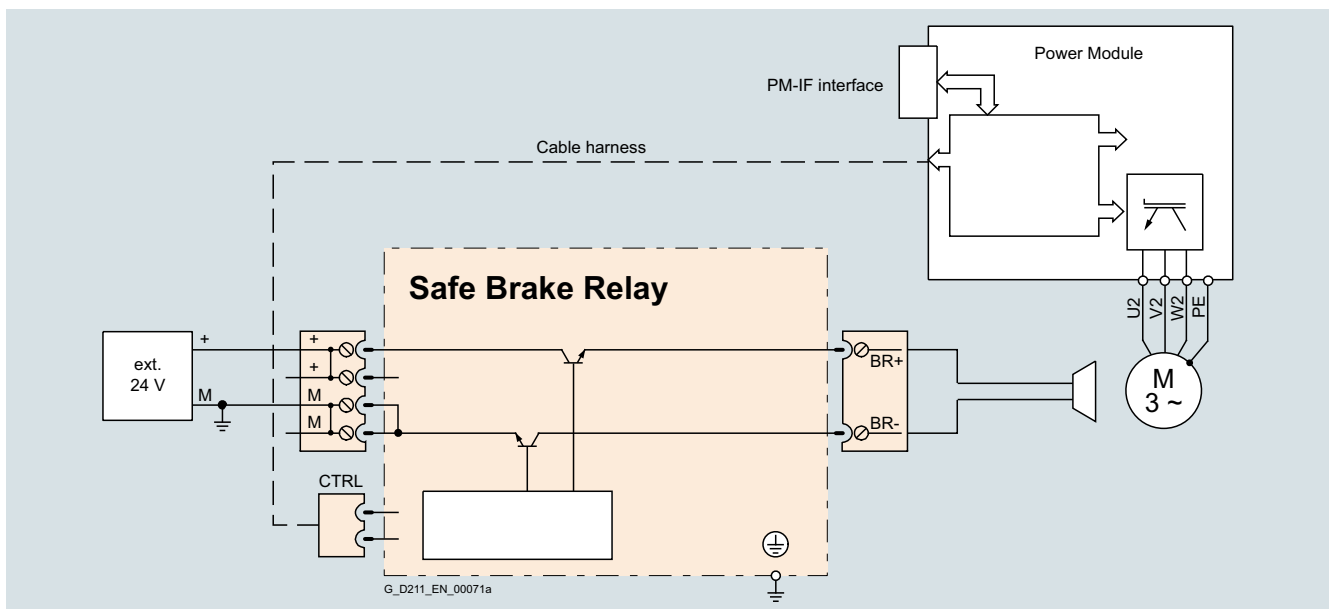 Power Module
PM-IF interface
Cable harness
Safe Brake Relay
U2
V2
W2
PE
ext.
24 V
+
M
+
+
M
M
BR+
BR-
M
3 ~
CTRL
G_D211_EN_00071a